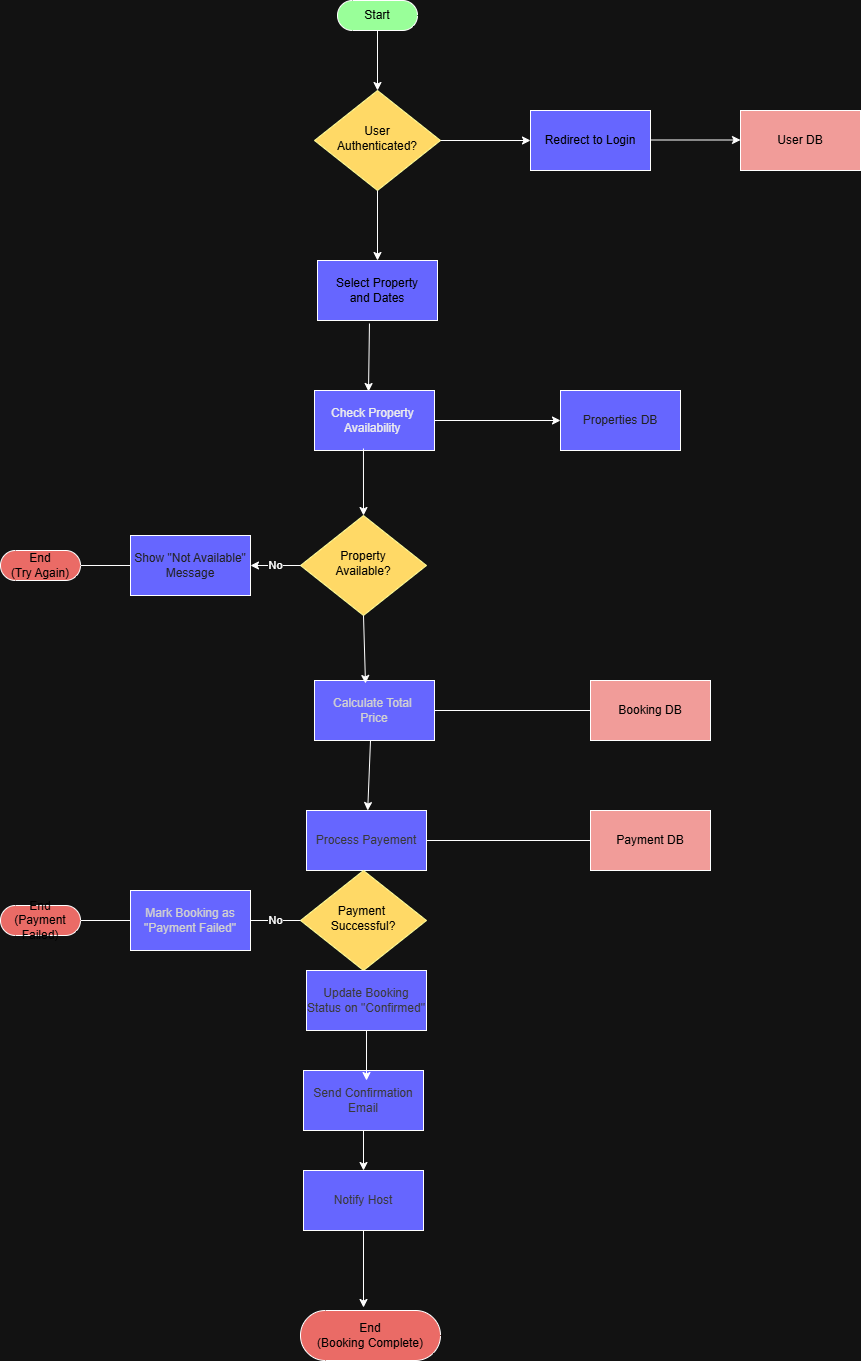 Start
User
Authenticated?
Redirect to Login
User DB
Select Property
and Dates
Check Property
Availability
Properties DB
Property
Available?
No
Show "Not Available"
Message
End
(Try Again)
Calculate Total
Price
Booking DB
Process Payement
Payment DB
Payment
Successful?
No
Mark Booking as
"Payment Failed"
End
(Payment
Failed)
Update Booking
Status on "Confirmed"
Send Confirmation
Email
Notify Host
End
(Booking Complete)